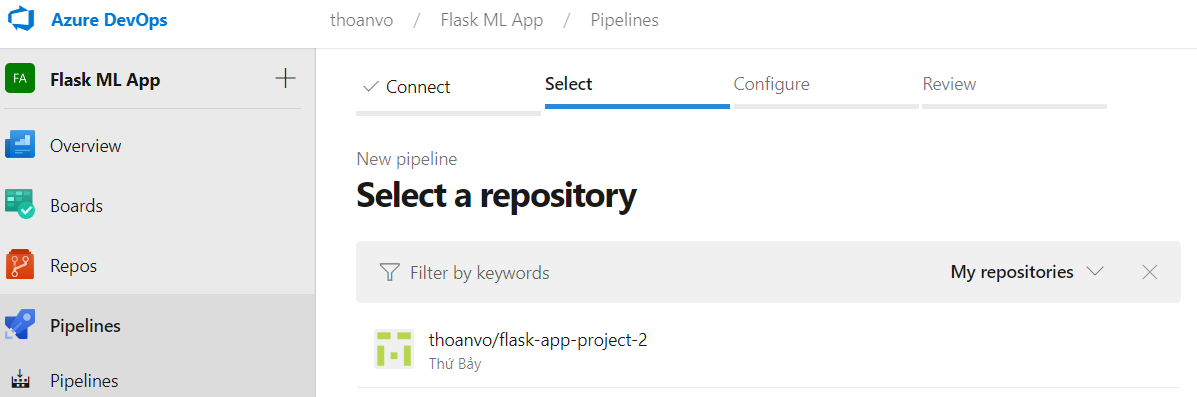 Azure DevOps
thoanvo / Flask ML App / Pipelines
FA Flask ML App
Overview
Boards
Repos
Pipelines
Pipelines
Connect Select Configure Review
New pipeline
Select a repository
Filter by keywords My repositories
thoanvo/flask-app-project-2
Thứ Bảy